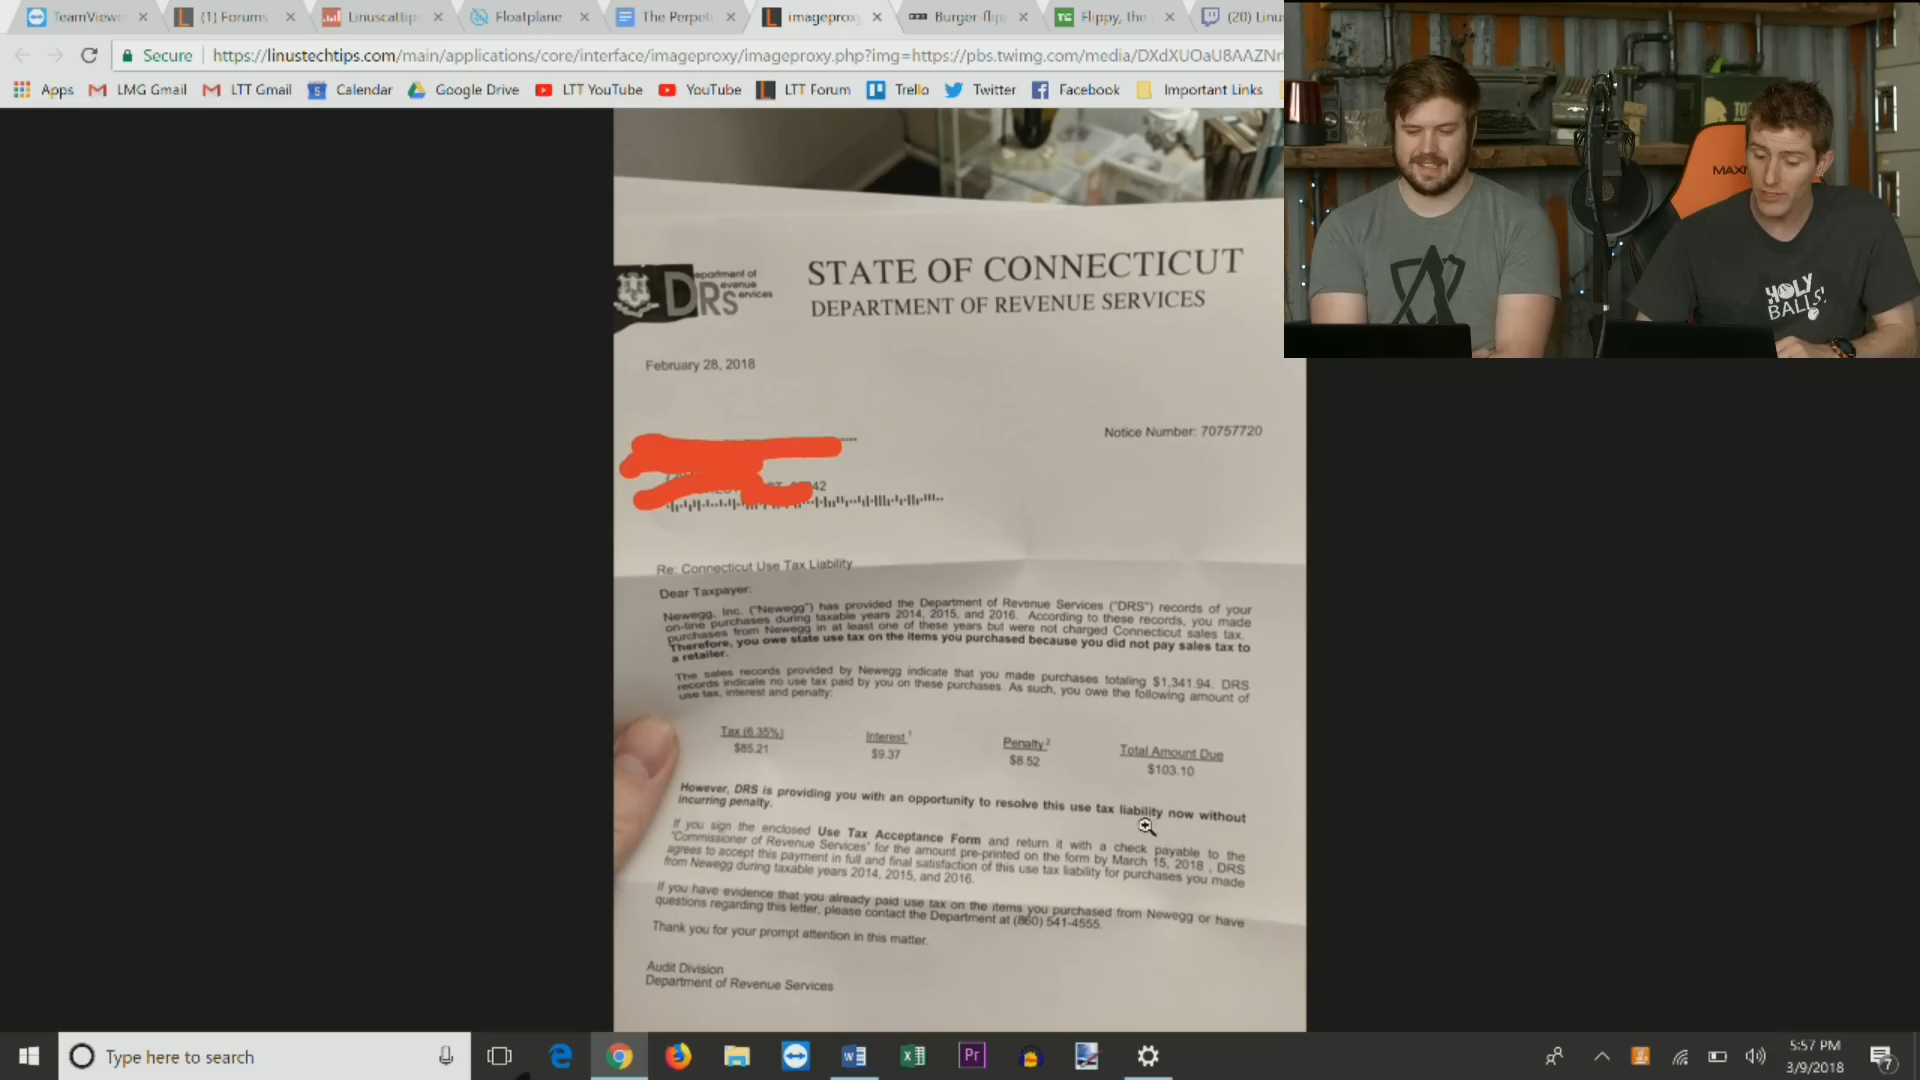 TeamViewer
(1) Forums
Linuscattips
Floatplane
The Perpet
imageproxy
Burger-flip
Flippy, the
(20) Linus
Secure
https://linustechtips.com/main/applications/core/interface/imageproxy/imageproxy.php?img=https://pbs.twimg.com/media/DXdXUOaU8AAZNr
Apps
LMG Gmail
LTT Gmail
Calendar
Google Drive
LTT YouTube
YouTube
LTT Forum
Trello
Twitter
Facebook
Important Links
MAX
HOLY
BALLS!
DRS
epartment of
evenue
ervices
STATE OF CONNECTICUT
DEPARTMENT OF REVENUE SERVICES
February 28, 2018
Notice Number: 70757720
42
Re: Connecticut Use Tax Liability
Dear Taxpayer:
Newegg, Inc. ("Newegg") has provided the Department of Revenue Services ("DRS") records of your
on-line purchases during taxable years 2014, 2015, and 2016. According to these records, you made
purchases from Newegg in at least one of these years but were not charged Connecticut sales tax.
Therefore, you owe state use tax on the items you purchased because you did not pay sales tax to
a retailer.
The sales records provided by Newegg indicate that you made purchases totaling $1,341.94. DRS
records indicate no use tax paid by you on these purchases. As such, you owe the following amount of
use tax, interest and penalty:
Tax (6.35%) Interest 1 Penalty 2 Total Amount Due
$85.21 $9.37 $8.52 $103.10
However, DRS is providing you with an opportunity to resolve this use tax liability now without
incurring penalty.
If you sign the enclosed Use Tax Acceptance Form and return it with a check payable to the
"Commissioner of Revenue Services" for the amount pre-printed on the form by March 15, 2018 , DRS
agrees to accept this payment in full and final satisfaction of this use tax liability for purchases you made
from Newegg during taxable years 2014, 2015, and 2016.
If you have evidence that you already paid use tax on the items you purchased from Newegg or have
questions regarding this letter, please contact the Department at (860) 541-4555.
Thank you for your prompt attention in this matter.
Audit Division
Department of Revenue Services
Type here to search
Pr
5:57 PM
3/9/2018
7